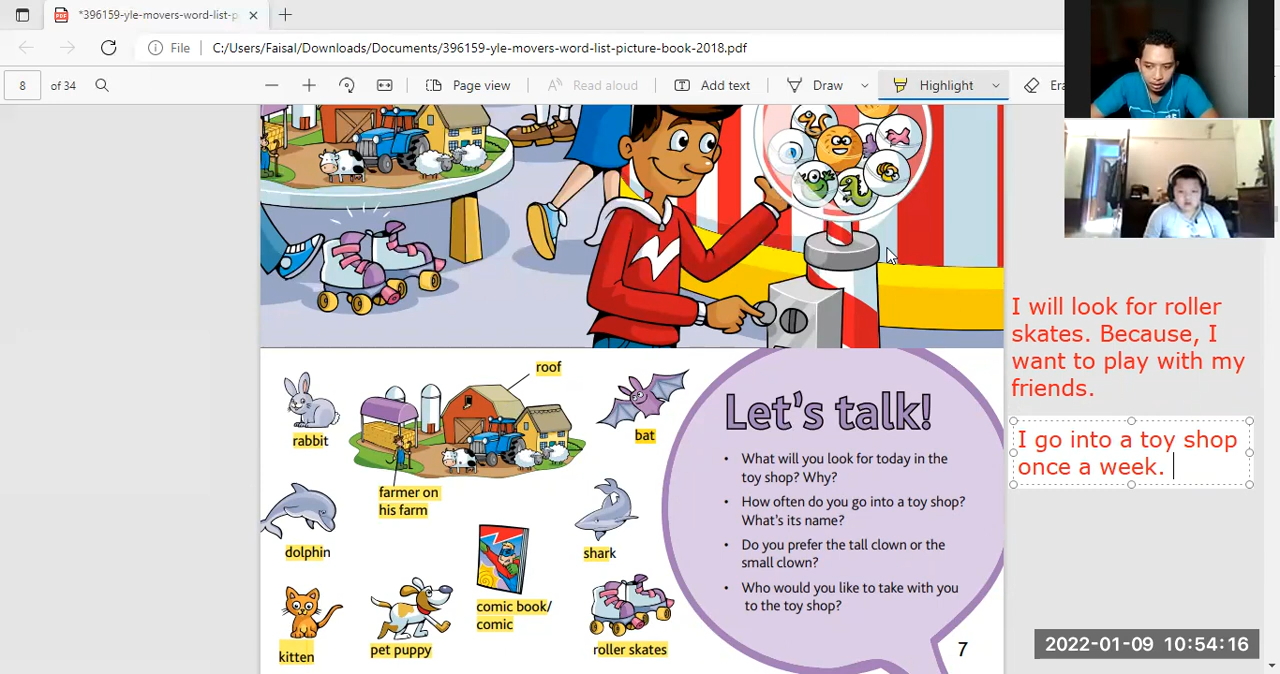 *396159-yle-movers-word-list-p
File
C:/Users/Faisal/Downloads/Documents/396159-yle-movers-word-list-picture-book-2018.pdf
8 of 34
Page view
Read aloud
Add text
Draw
Highlight
Era
I will look for roller
skates. Because, I
want to play with my
friends.
I go into a toy shop
once a week.
roof
rabbit
bat
farmer on
his farm
dolphin
shark
comic book/
comic
kitten
pet puppy
roller skates
Let's talk!
• What will you look for today in the
toy shop? Why?
• How often do you go into a toy shop?
What's its name?
• Do you prefer the tall clown or the
small clown?
• Who would you like to take with you
to the toy shop?
7
2022-01-09 10:54:16